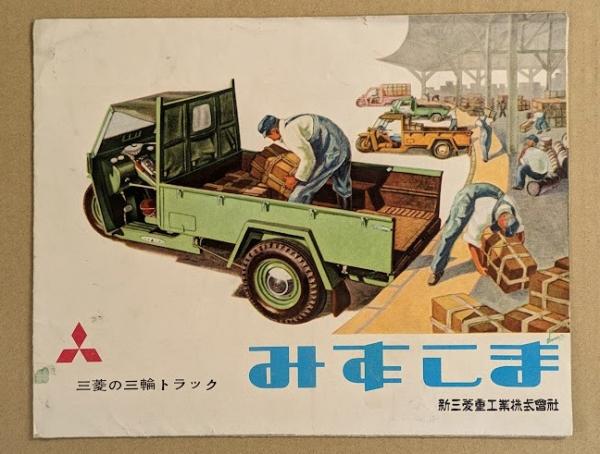 みずしま
三菱の三輪トラック
新三菱重工業株式會社